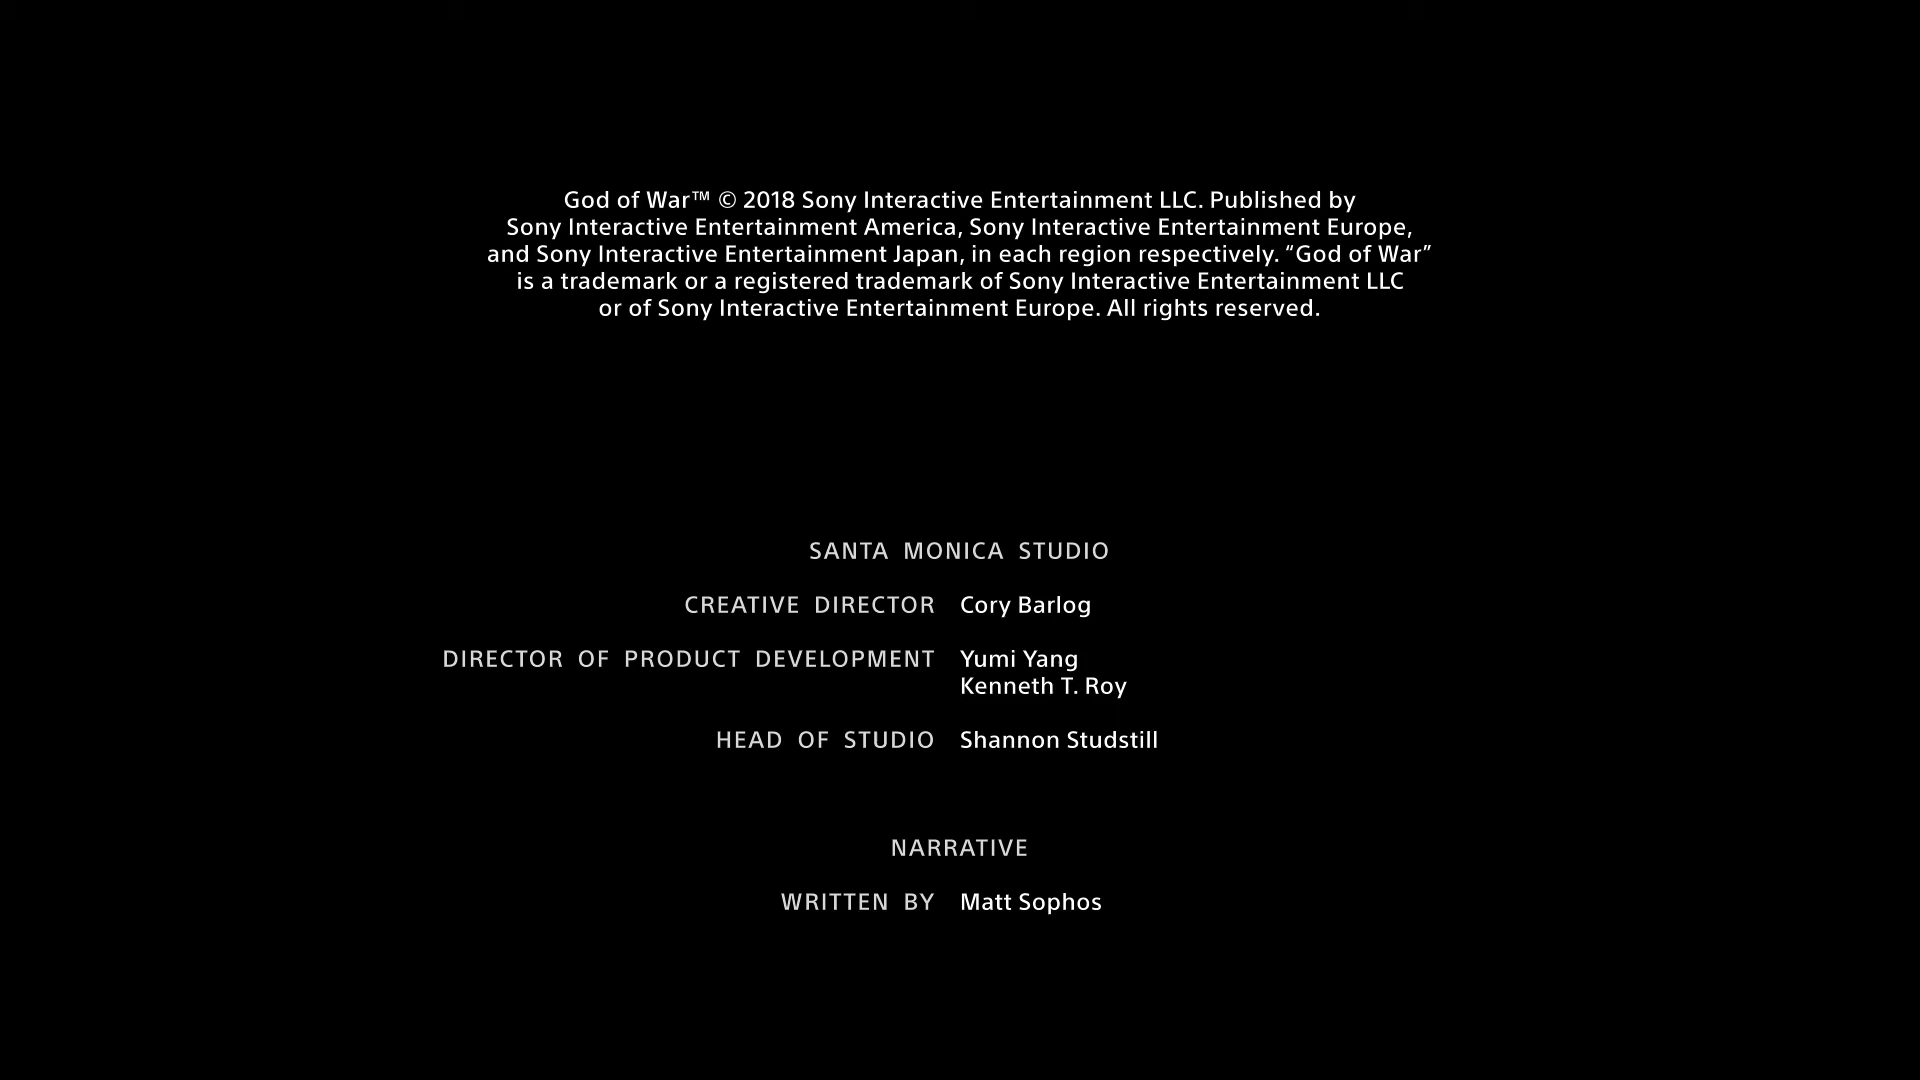 God of War™ © 2018 Sony Interactive Entertainment LLC. Published by
Sony Interactive Entertainment America, Sony Interactive Entertainment Europe,
and Sony Interactive Entertainment Japan, in each region respectively. “God of War”
is a trademark or a registered trademark of Sony Interactive Entertainment LLC
or of Sony Interactive Entertainment Europe. All rights reserved.
SANTA MONICA STUDIO
CREATIVE DIRECTOR Cory Barlog
DIRECTOR OF PRODUCT DEVELOPMENT Yumi Yang
Kenneth T. Roy
HEAD OF STUDIO Shannon Studstill
NARRATIVE
WRITTEN BY Matt Sophos